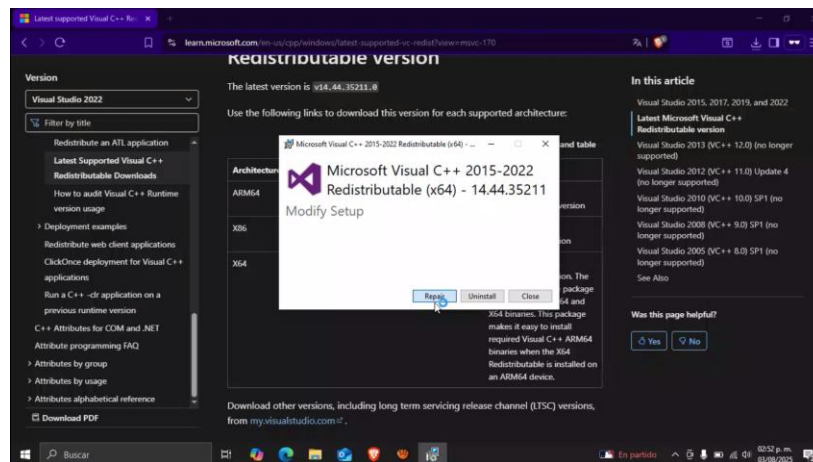 Latest supported Visual C++ Re
learn.microsoft.com/en-us/cpp/windows/latest-supported-vc-redist?view=msvc-170
Version
Visual Studio 2022
Filter by title
Redistribute an ATL application
Latest Supported Visual C++
Redistributable Downloads
How to audit Visual C++ Runtime
version usage
Deployment examples
Redistribute web client applications
ClickOnce deployment for Visual C++
applications
Run a C++ -clr application on a
previous runtime version
C++ Attributes for COM and .NET
Attribute programming FAQ
Attributes by group
Attributes by usage
Attributes alphabetical reference
Download PDF
Redistributable version
The latest version is v14.44.35211.0
Use the following links to download this version for each supported architecture:
and table
Architecture
ARM64
version
X86
ion
X64
ion. The
package
64 and
X64 binaries. This package
makes it easy to install
required Visual C++ ARM64
binaries when the X64
Redistributable is installed on
an ARM64 device.
Download other versions, including long term servicing release channel (LTSC) versions,
from my.visualstudio.com.
Microsoft Visual C++ 2015-2022 Redistributable (x64) - ...
Microsoft Visual C++ 2015-2022
Redistributable (x64) - 14.44.35211
Modify Setup
Repair
Uninstall
Close
In this article
Visual Studio 2015, 2017, 2019, and 2022
Latest Microsoft Visual C++
Redistributable version
Visual Studio 2013 (VC++ 12.0) (no longer
supported)
Visual Studio 2012 (VC++ 11.0) Update 4
(no longer supported)
Visual Studio 2010 (VC++ 10.0) SP1 (no
longer supported)
Visual Studio 2008 (VC++ 9.0) SP1 (no
longer supported)
Visual Studio 2005 (VC++ 8.0) SP1 (no
longer supported)
See Also
Was this page helpful?
Yes
No
Buscar
En partido
02:52 p. m.
03/08/2025